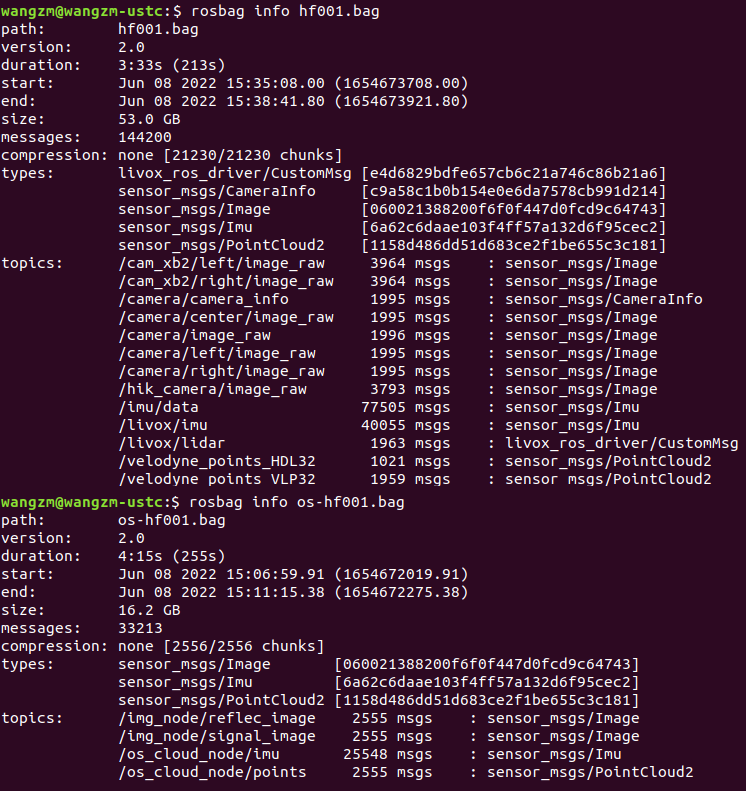 wangzm@wangzm-ustc:$ rosbag info hf001.bag
path:        hf001.bag
version:     2.0
duration:    3:33s (213s)
start:       Jun 08 2022 15:35:08.00 (1654673708.00)
end:         Jun 08 2022 15:38:41.80 (1654673921.80)
size:        53.0 GB
messages:    144200
compression: none [21230/21230 chunks]
types:       livox_ros_driver/CustomMsg [e4d6829bdfe657cb6c21a746c86b21a6]
             sensor_msgs/CameraInfo     [c9a58c1b0b154e0e6da7578cb991d214]
             sensor_msgs/Image          [060021388200f6f0f447d0fcd9c64743]
             sensor_msgs/Imu            [6a62c6daae103f4ff57a132d6f95cec2]
             sensor_msgs/PointCloud2    [1158d486dd51d683ce2f1be655c3c181]
topics:      /cam_xb2/left/image_raw     3964 msgs    : sensor_msgs/Image
             /cam_xb2/right/image_raw    3964 msgs    : sensor_msgs/Image
             /camera/camera_info         1995 msgs    : sensor_msgs/CameraInfo
             /camera/center/image_raw    1995 msgs    : sensor_msgs/Image
             /camera/image_raw           1996 msgs    : sensor_msgs/Image
             /camera/left/image_raw      1995 msgs    : sensor_msgs/Image
             /camera/right/image_raw     1995 msgs    : sensor_msgs/Image
             /hik_camera/image_raw       3793 msgs    : sensor_msgs/Image
             /imu/data                  77505 msgs    : sensor_msgs/Imu
             /livox/imu                 40055 msgs    : sensor_msgs/Imu
             /livox/lidar                1963 msgs    : livox_ros_driver/CustomMsg
             /velodyne_points_HDL32      1021 msgs    : sensor_msgs/PointCloud2
             /velodyne_points_VLP32      1959 msgs    : sensor_msgs/PointCloud2
wangzm@wangzm-ustc:$ rosbag info os-hf001.bag
path:        os-hf001.bag
version:     2.0
duration:    4:15s (255s)
start:       Jun 08 2022 15:06:59.91 (1654672019.91)
end:         Jun 08 2022 15:11:15.38 (1654672275.38)
size:        16.2 GB
messages:    33213
compression: none [2556/2556 chunks]
types:       sensor_msgs/Image       [060021388200f6f0f447d0fcd9c64743]
             sensor_msgs/Imu         [6a62c6daae103f4ff57a132d6f95cec2]
             sensor_msgs/PointCloud2 [1158d486dd51d683ce2f1be655c3c181]
topics:      /img_node/reflec_image    2555 msgs    : sensor_msgs/Image
             /img_node/signal_image    2555 msgs    : sensor_msgs/Image
             /os_cloud_node/imu       25548 msgs    : sensor_msgs/Imu
             /os_cloud_node/points     2555 msgs    : sensor_msgs/PointCloud2